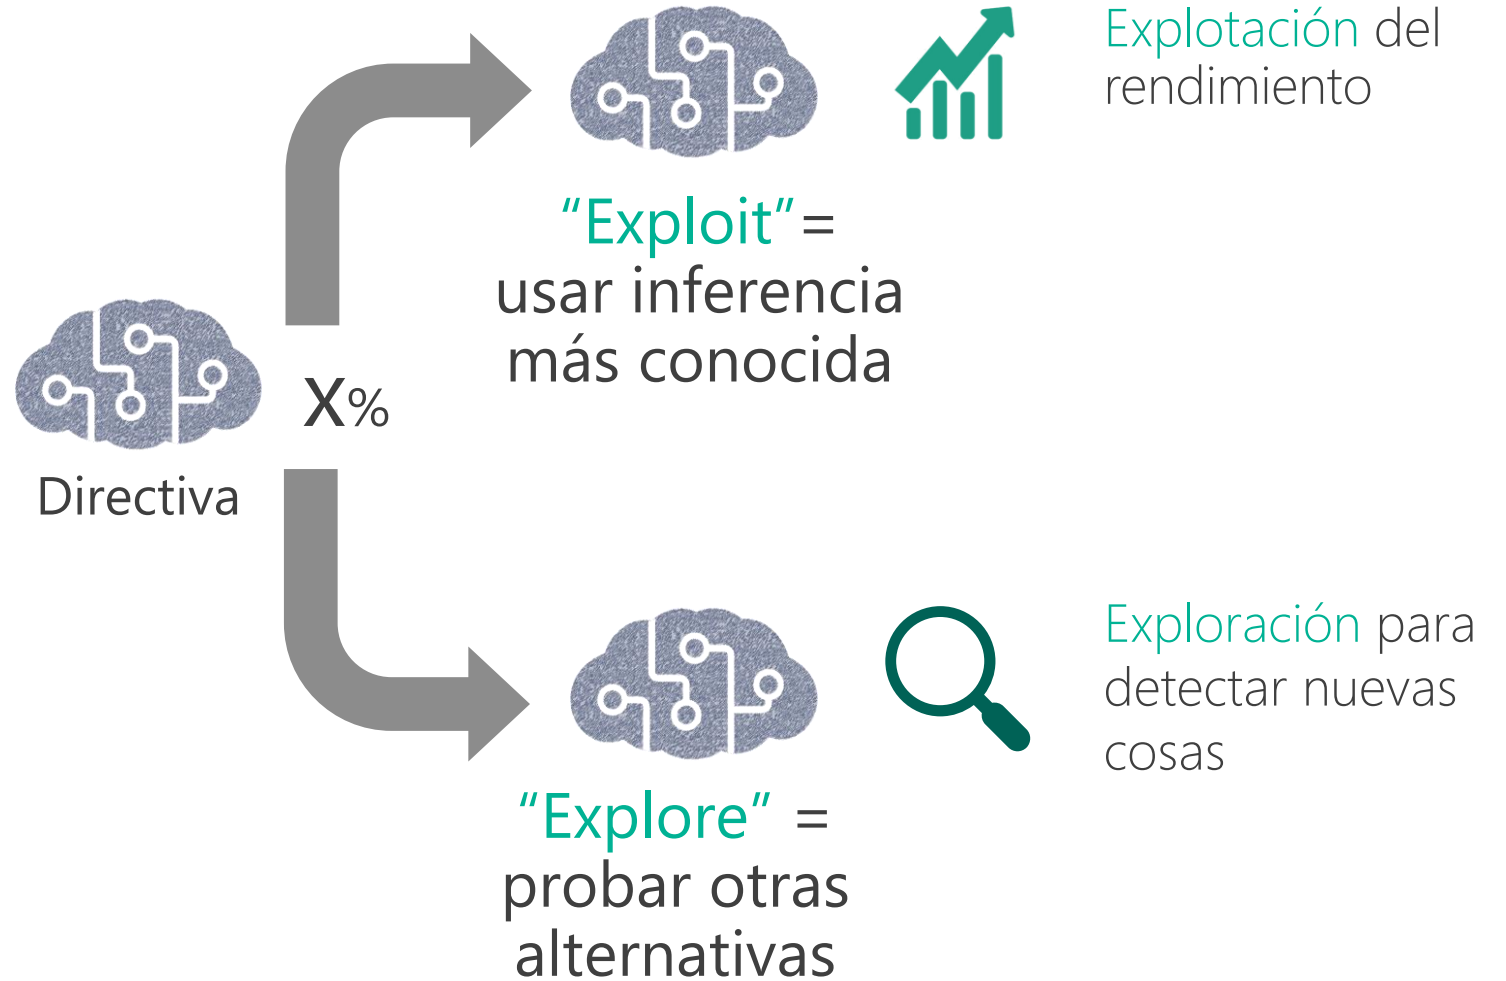 Explotación del
rendimiento
“Exploit”=
usar inferencia
más conocida
X%
Directiva
Exploración para
detectar nuevas
cosas
“Explore” =
probar otras
alternativas